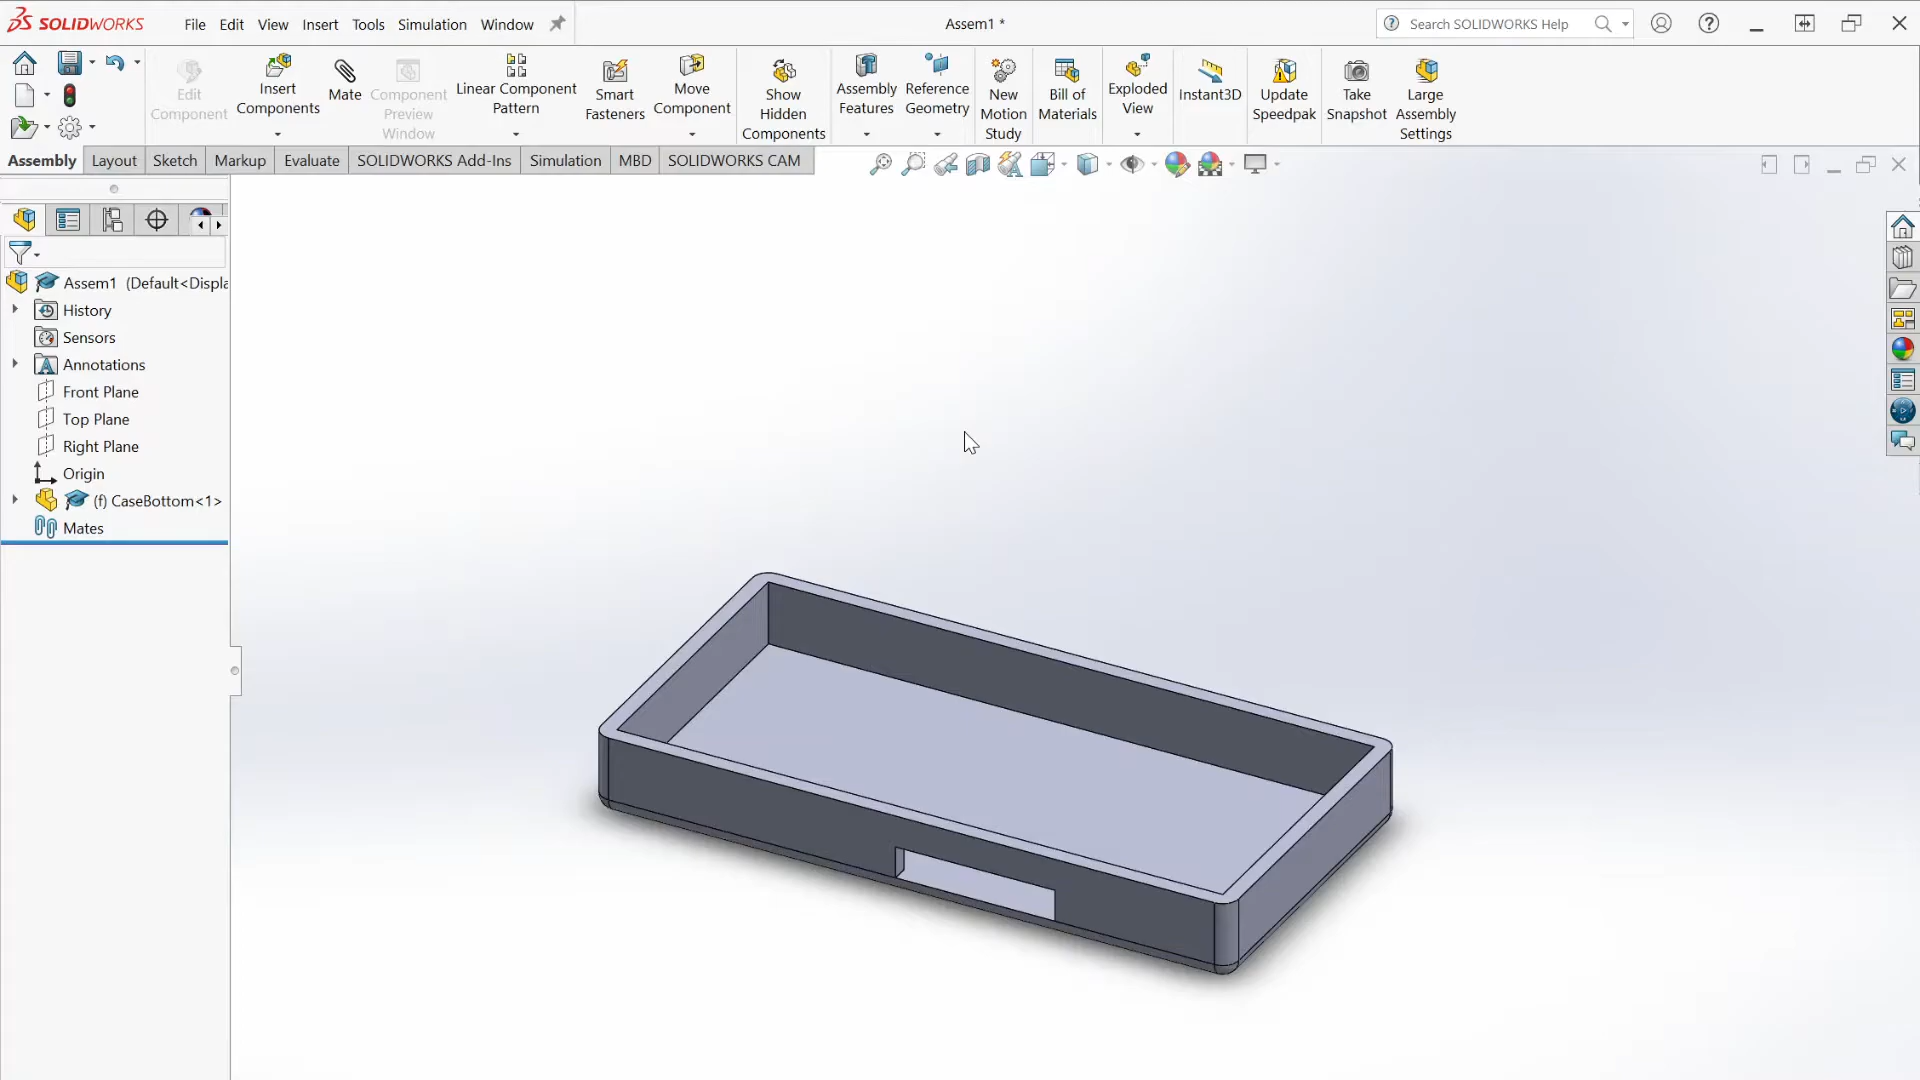 SOLIDWORKS File Edit View Insert Tools Simulation Window Assem1 * Search SOLIDWORKS Help
Edit Component
Insert Components
Mate
Component Preview Window
Linear Component Pattern
Smart Fasteners
Move Component
Show Hidden Components
Assembly Features
Reference Geometry
New Motion Study
Bill of Materials
Exploded View
Instant3D
Update Speedpak
Take Snapshot
Large Assembly Settings
Assembly Layout Sketch Markup Evaluate SOLIDWORKS Add-Ins Simulation MBD SOLIDWORKS CAM
Assem1 (Default<Displa
History
Sensors
Annotations
Front Plane
Top Plane
Right Plane
Origin
(f) CaseBottom<1>
Mates